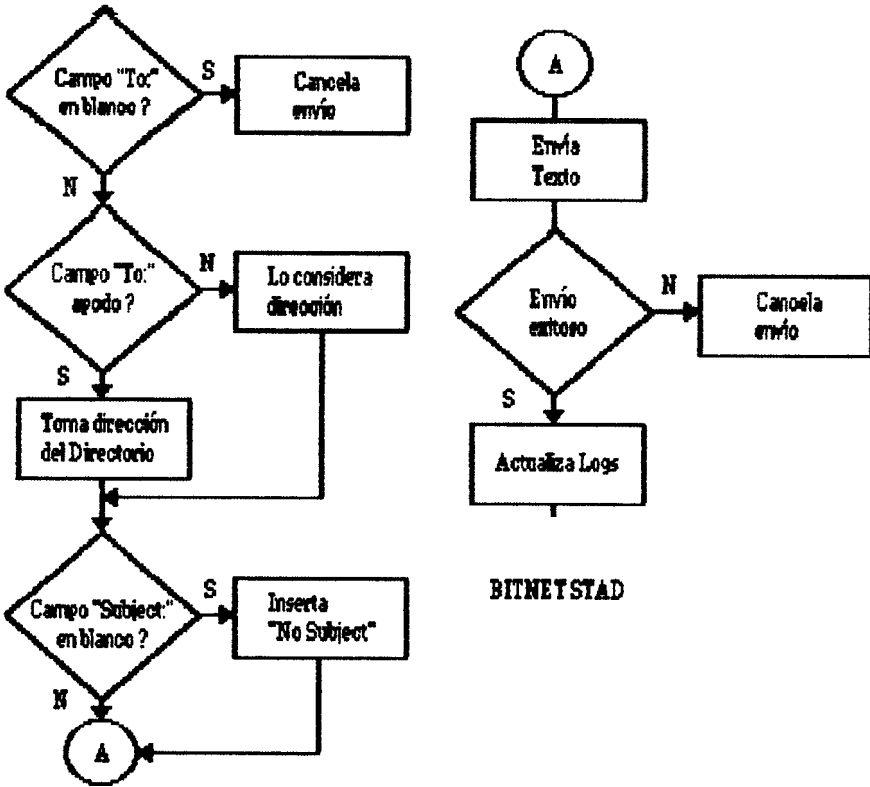 Campo "To:"
en blanco ?
S
Cancela
envío
N
Campo "To:"
apodo ?
N
Lo considera
dirección
S
Toma dirección
del Directorio
Campo "Subject:"
en blanco ?
S
Inserta
"No Subject"
N
A
A
Envía
Texto
Envío
exitoso
N
Cancela
envío
S
Actualiza Logs
BITNETSTAD